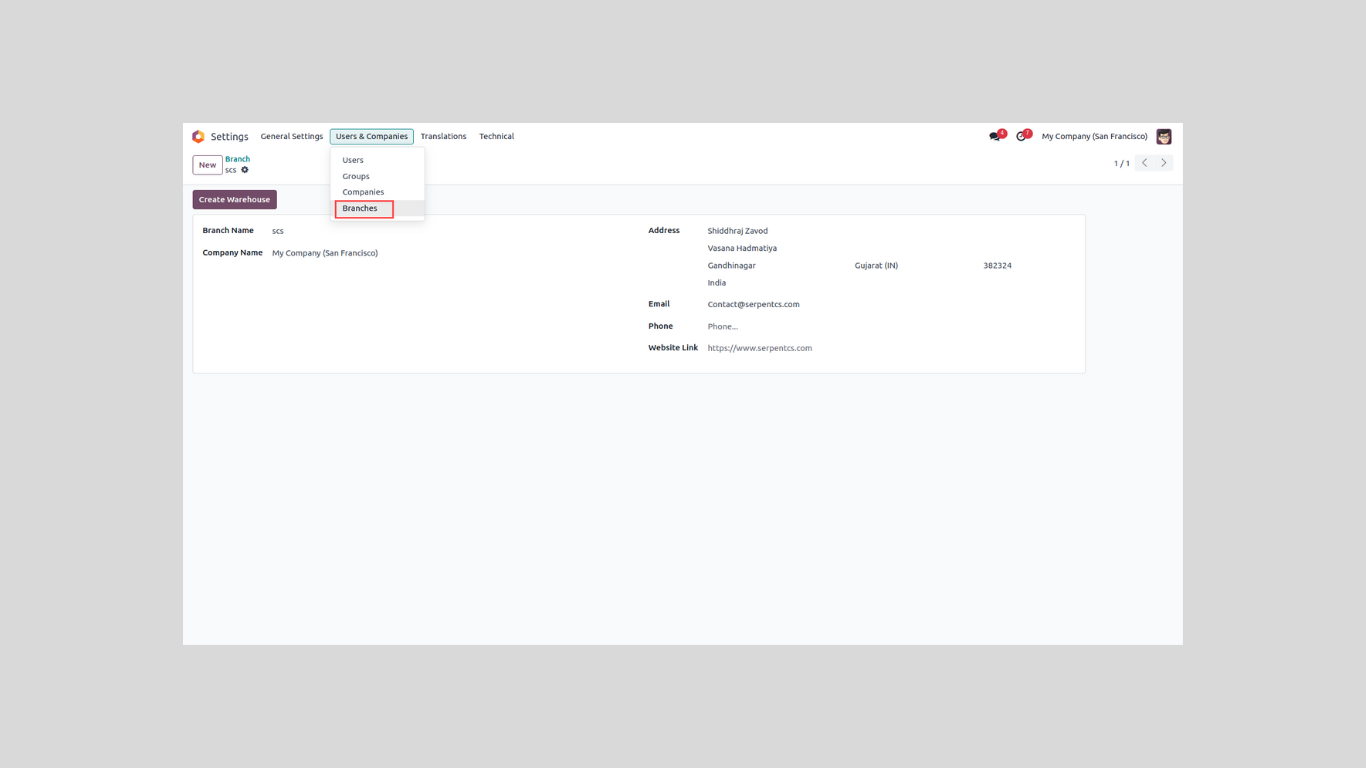 Settings General Settings Users & Companies Translations Technical 4 7 My Company (San Francisco)
New Branch
scs
1 / 1
Users
Groups
Companies
Branches
Create Warehouse
Branch Name scs
Company Name My Company (San Francisco)
Address Shiddhraj Zavod
Vasana Hadmatiya
Gandhinagar Gujarat (IN) 382324
India
Email Contact@serpentcs.com
Phone Phone...
Website Link https://www.serpentcs.com